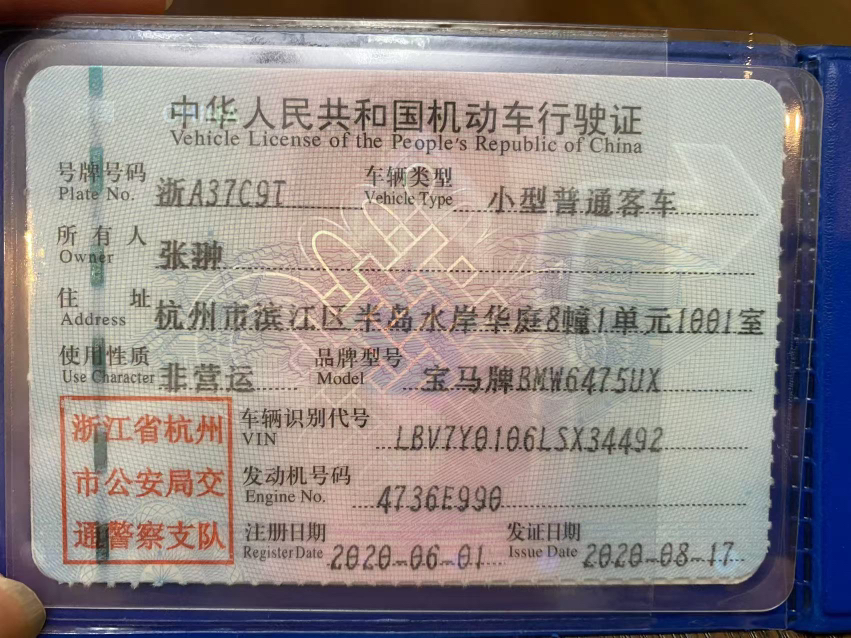 中华人民共和国机动车行驶证
Vehicle License of the People's Republic of China
号牌号码 浙A37C9T 车辆类型 小型普通客车
Plate No. Vehicle Type
所有人 张翀
Owner
住址 杭州市滨江区半岛水岸华庭8幢1单元1001室
Address
使用性质 非营运 品牌型号 宝马牌BMW6475UX
Use Character Model
浙江省杭州
市公安局交
通警察支队
车辆识别代号 LBV7Y0106LSX34492
VIN
发动机号码 4736E990
Engine No.
注册日期 2020-06-01 发证日期 2020-08-17
Register Date Issue Date